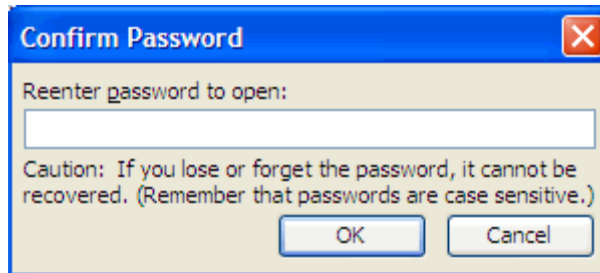 Confirm Password
Reenter password to open:
Caution:  If you lose or forget the password, it cannot be
recovered. (Remember that passwords are case sensitive.)
OK Cancel